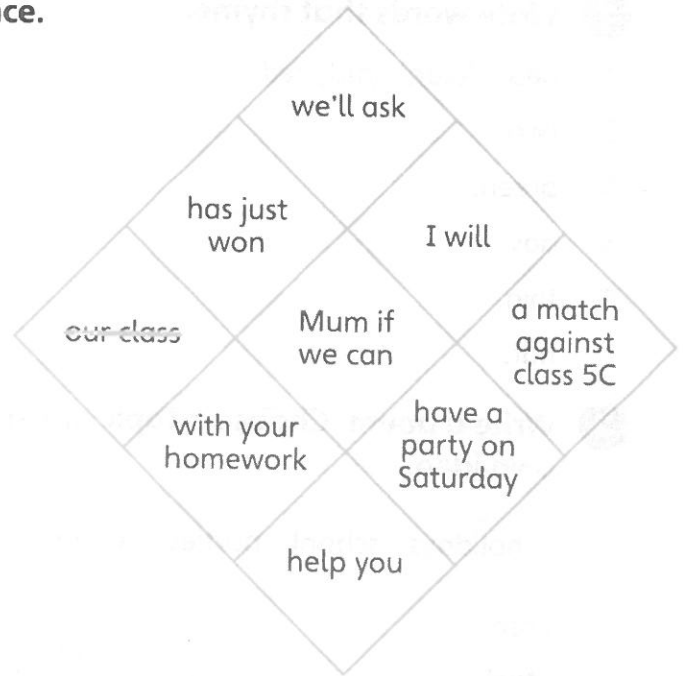 nce.
we'll ask
has just
won
I will
our class
Mum if
we can
a match
against
class 5C
with your
homework
have a
party on
Saturday
help you